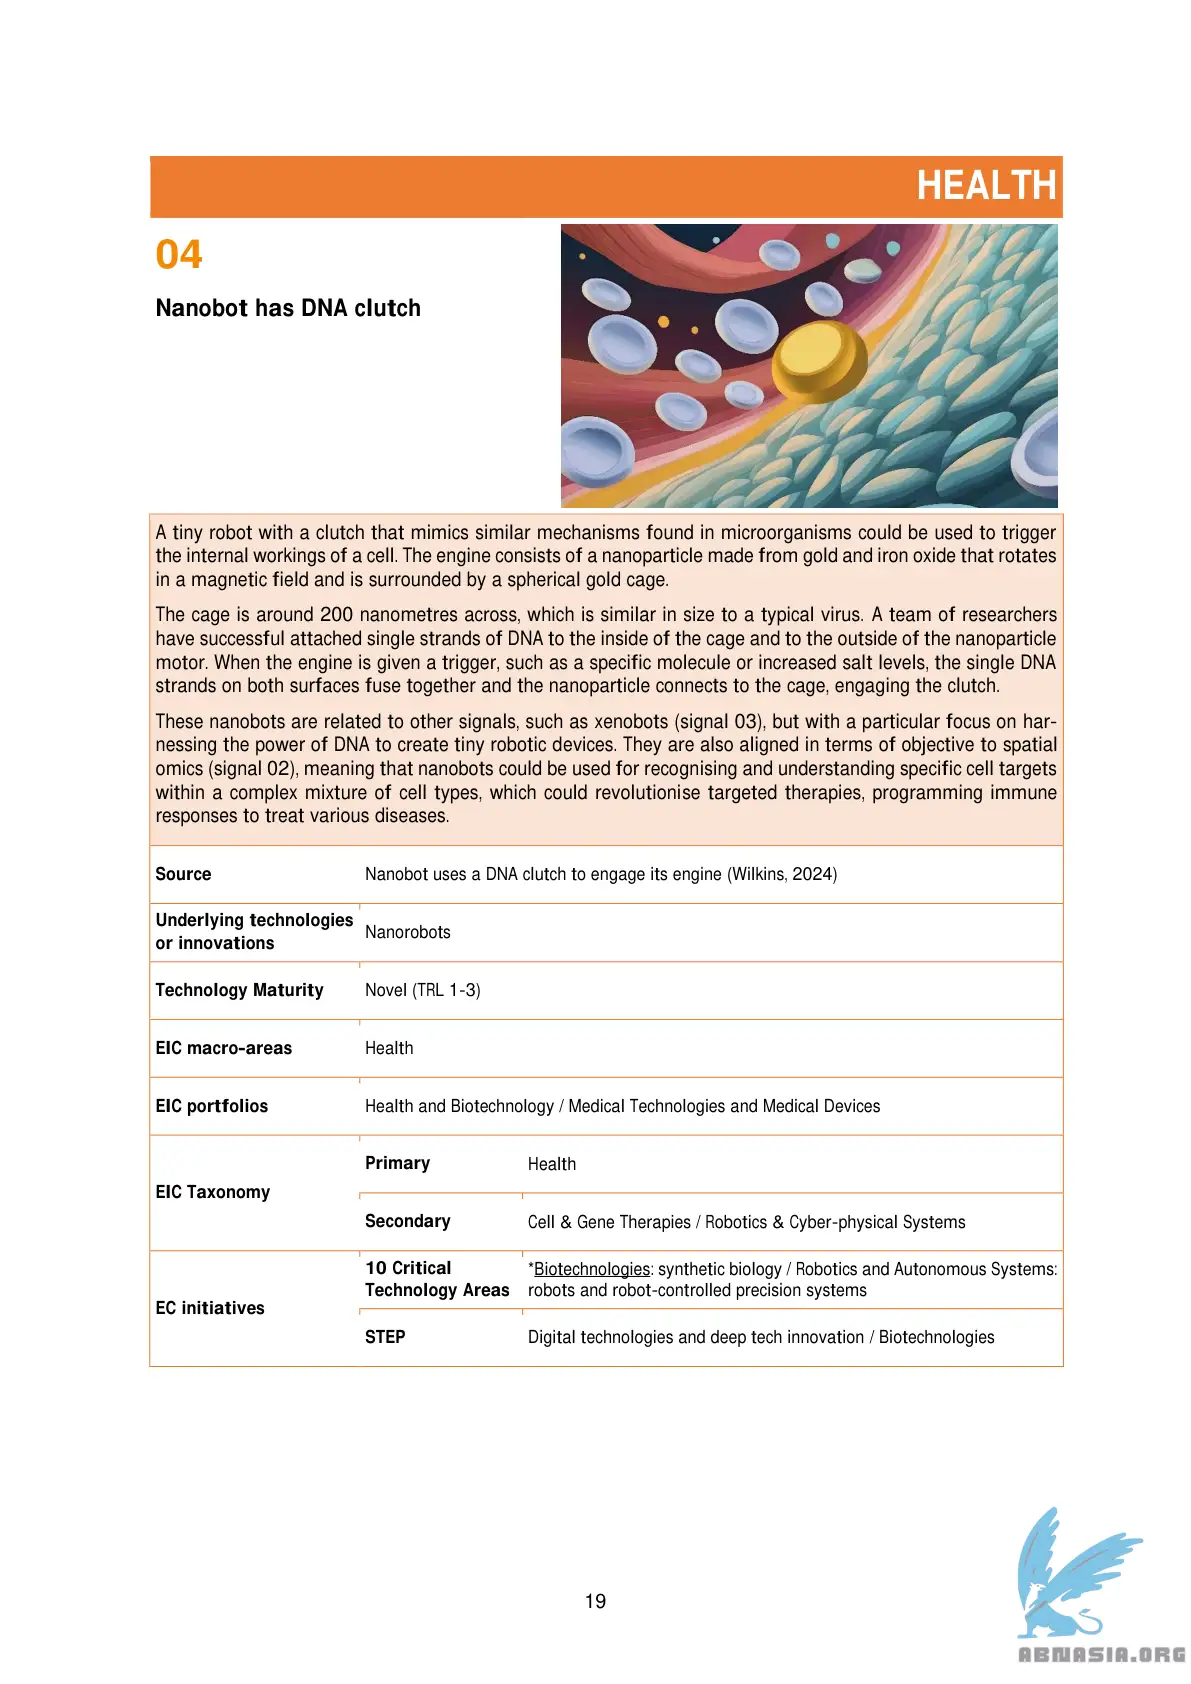 HEALTH
04
Nanobot has DNA clutch
A tiny robot with a clutch that mimics similar mechanisms found in microorganisms could be used to trigger
the internal workings of a cell. The engine consists of a nanoparticle made from gold and iron oxide that rotates
in a magnetic field and is surrounded by a spherical gold cage.
The cage is around 200 nanometres across, which is similar in size to a typical virus. A team of researchers
have successful attached single strands of DNA to the inside of the cage and to the outside of the nanoparticle
motor. When the engine is given a trigger, such as a specific molecule or increased salt levels, the single DNA
strands on both surfaces fuse together and the nanoparticle connects to the cage, engaging the clutch.
These nanobots are related to other signals, such as xenobots (signal 03), but with a particular focus on har-
nessing the power of DNA to create tiny robotic devices. They are also aligned in terms of objective to spatial
omics (signal 02), meaning that nanobots could be used for recognising and understanding specific cell targets
within a complex mixture of cell types, which could revolutionise targeted therapies, programming immune
responses to treat various diseases.
Source Nanobot uses a DNA clutch to engage its engine (Wilkins, 2024)
Underlying technologies
or innovations
Nanorobots
Technology Maturity Novel (TRL 1-3)
EIC macro-areas Health
EIC portfolios Health and Biotechnology / Medical Technologies and Medical Devices
EIC Taxonomy
Primary Health
Secondary Cell & Gene Therapies / Robotics & Cyber-physical Systems
EC initiatives
10 Critical
Technology Areas
*Biotechnologies: synthetic biology / Robotics and Autonomous Systems:
robots and robot-controlled precision systems
STEP Digital technologies and deep tech innovation / Biotechnologies
19
ABNASIA.ORG